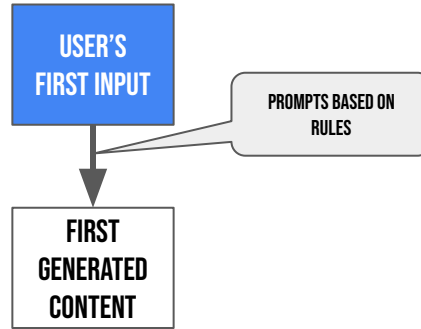 USER'S
FIRST INPUT
PROMPTS BASED ON
RULES
FIRST
GENERATED
CONTENT